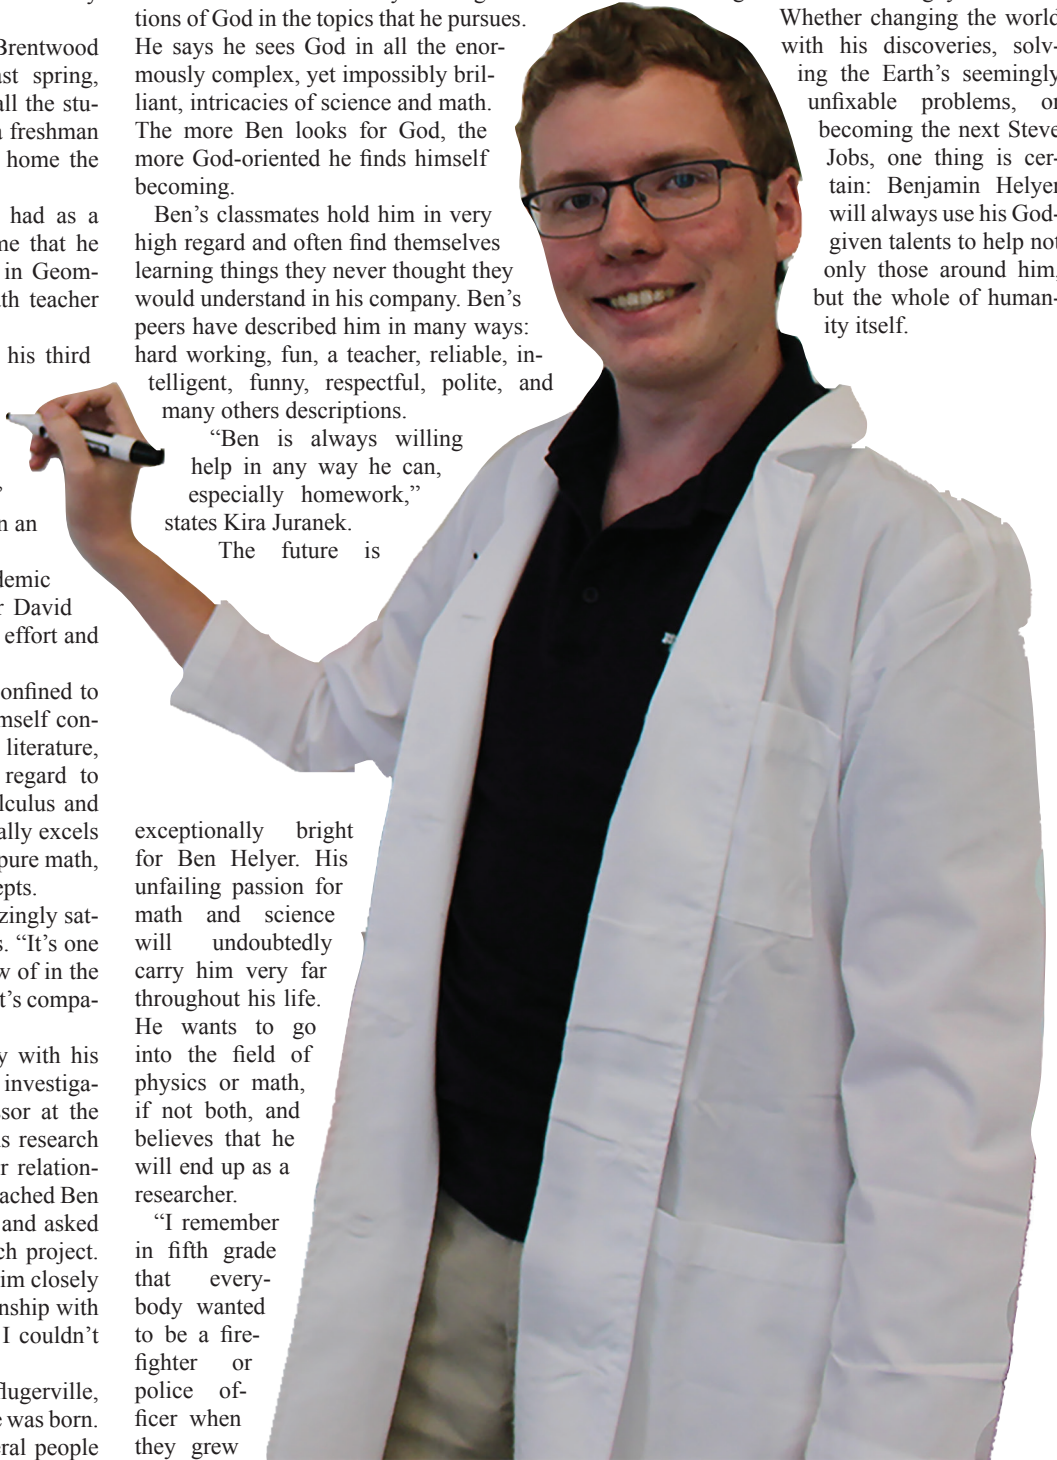 Brentwood
ast spring,
all the stu-
a freshman
home the
had as a
me that he
in Geom-
ath teacher
his third
n an
demic
r David
effort and
onfined to
mself con-
literature,
regard to
lculus and
ally excels
pure math,
epts.
zingly sat-
s. “It’s one
w of in the
t’s compa-
y with his
investiga-
ssor at the
is research
r relation-
ached Ben
and asked
ch project.
im closely
nship with
I couldn’t
flugerville,
e was born.
eral people
tions of God in the topics that he pursues.
He says he sees God in all the enor-
mously complex, yet impossibly bril-
liant, intricacies of science and math.
The more Ben looks for God, the
more God-oriented he finds himself
becoming.
Ben’s classmates hold him in very
high regard and often find themselves
learning things they never thought they
would understand in his company. Ben’s
peers have described him in many ways:
hard working, fun, a teacher, reliable, in-
telligent, funny, respectful, polite, and
many others descriptions.
“Ben is always willing
help in any way he can,
especially homework,”
states Kira Juranek.
The future is
exceptionally bright
for Ben Helyer. His
unfailing passion for
math and science
will undoubtedly
carry him very far
throughout his life.
He wants to go
into the field of
physics or math,
if not both, and
believes that he
will end up as a
researcher.
“I remember
in fifth grade
that every-
body wanted
to be a fire-
fighter or
police of-
ficer when
they grew
Whether changing the world
with his discoveries, solv-
ing the Earth’s seemingly
unfixable problems, or
becoming the next Steve
Jobs, one thing is cer-
tain: Benjamin Helyer
will always use his God-
given talents to help not
only those around him,
but the whole of human-
ity itself.